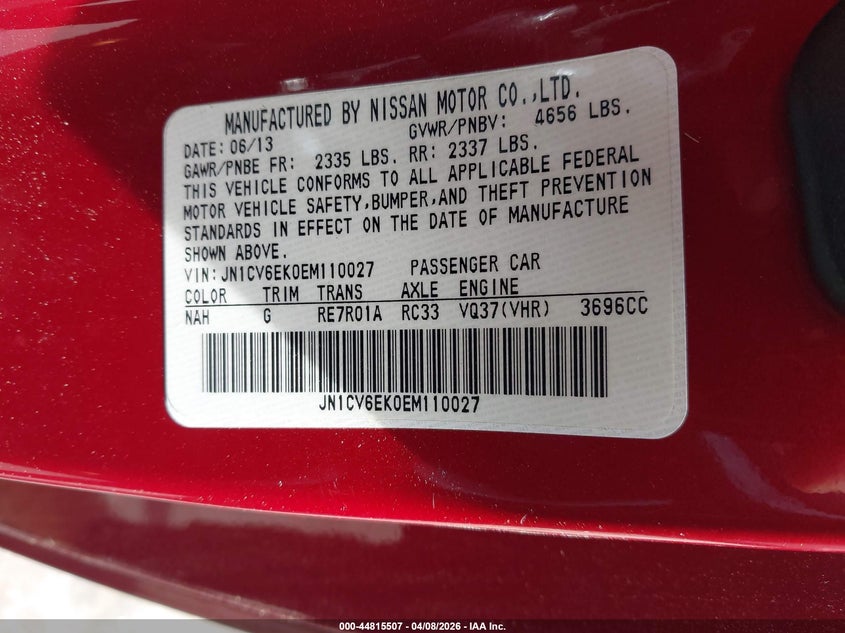 MANUFACTURED BY NISSAN MOTOR CO.,LTD.
DATE: 06/13 GVWR/PNBV: 4656 LBS.
GAWR/PNBE FR: 2335 LBS. RR: 2337 LBS.
THIS VEHICLE CONFORMS TO ALL APPLICABLE FEDERAL
MOTOR VEHICLE SAFETY,BUMPER,AND THEFT PREVENTION
STANDARDS IN EFFECT ON THE DATE OF MANUFACTURE
SHOWN ABOVE.
VIN:JN1CV6EK0EM110027 PASSENGER CAR
COLOR TRIM TRANS AXLE ENGINE
NAH G RE7R01A RC33 VQ37(VHR) 3696CC
JN1CV6EK0EM110027
000-44815507 - 04/08/2026 - IAA Inc.